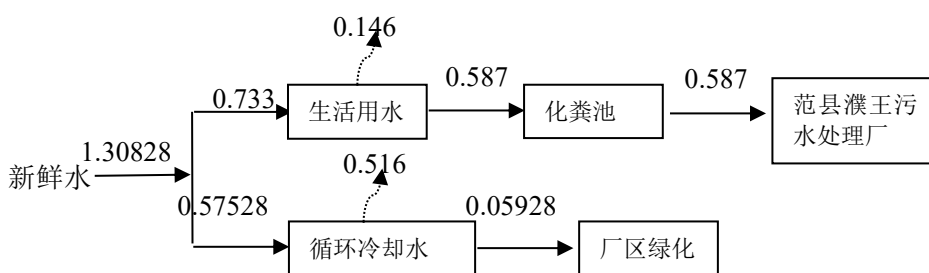 0.146
0.733
生活用水
0.587
化粪池
0.587
范县濮王污
水处理厂
新鲜水
1.30828
0.516
0.57528
循环冷却水
0.05928
厂区绿化